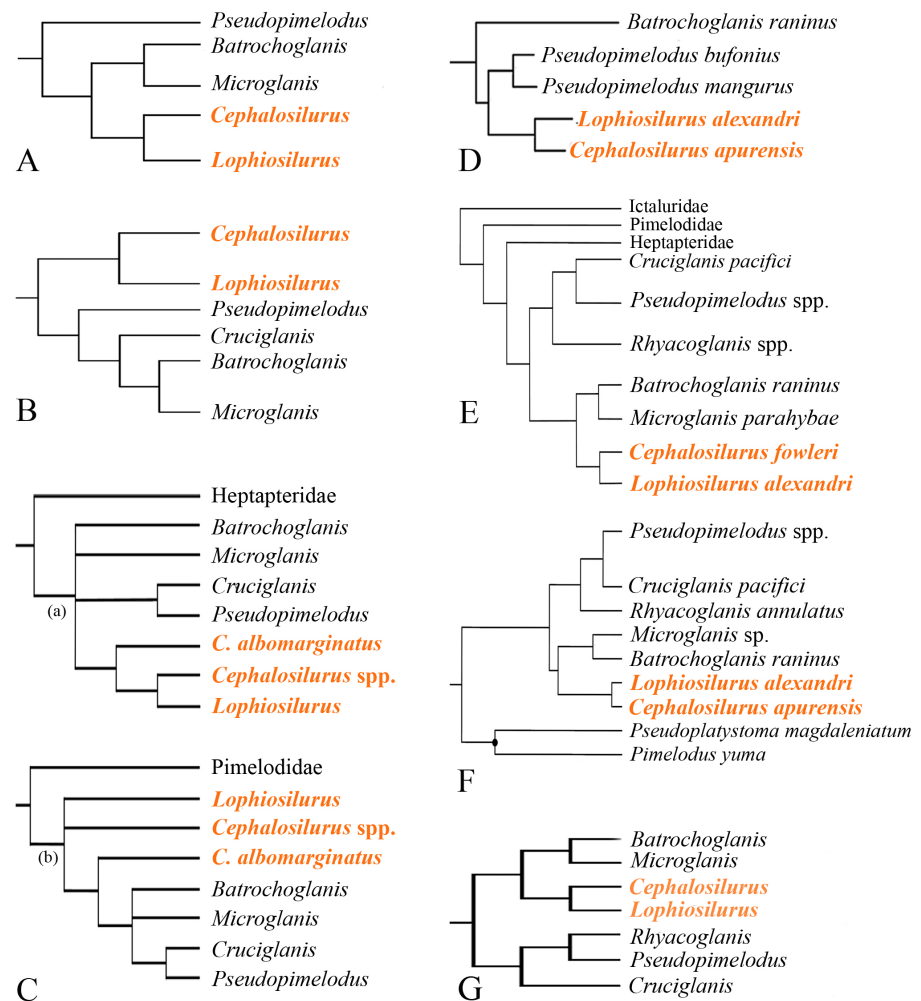 Pseudopimelodus
Batrochoglanis
Microglanis
Cephalosilurus
Lophiosilurus
A
Cephalosilurus
Lophiosilurus
Pseudopimelodus
Cruciglanis
Batrochoglanis
Microglanis
B
Heptapteridae
Batrochoglanis
Microglanis
Cruciglanis
(a)
Pseudopimelodus
C. albomarginatus
Cephalosilurus spp.
Lophiosilurus
Pimelodidae
Lophiosilurus
Cephalosilurus spp.
(b)
C. albomarginatus
Batrochoglanis
Microglanis
Cruciglanis
Pseudopimelodus
C
Batrochoglanis raninus
Pseudopimelodus bufonius
Pseudopimelodus mangurus
Lophiosilurus alexandri
Cephalosilurus apurensis
D
Ictaluridae
Pimelodidae
Heptapteridae
Cruciglanis pacifici
Pseudopimelodus spp.
Rhyacoglanis spp.
Batrochoglanis raninus
Microglanis parahybae
Cephalosilurus fowleri
Lophiosilurus alexandri
E
Pseudopimelodus spp.
Cruciglanis pacifici
Rhyacoglanis annulatus
Microglanis sp.
Batrochoglanis raninus
Lophiosilurus alexandri
Cephalosilurus apurensis
Pseudoplatystoma magdaleniatum
Pimelodus yuma
F
Batrochoglanis
Microglanis
Cephalosilurus
Lophiosilurus
Rhyacoglanis
Pseudopimelodus
Cruciglanis
G